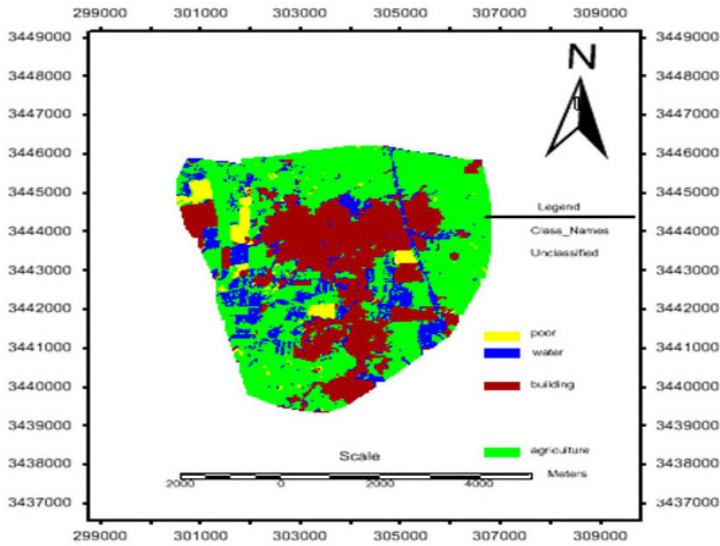 299000 301000 303000 305000 307000 309000
3449000 3449000
3448000 N 3448000
3447000 3447000
3446000 3446000
3445000 3445000
Legend
3444000 Class_Names 3444000
Unclassified
3443000 3443000
3442000 3442000
poor
3441000 water 3441000
3440000 building 3440000
3439000 3439000
agriculture
3438000 Scale 3438000
Meters
3437000 2000 0 2000 4000 3437000
299000 301000 303000 305000 307000 309000